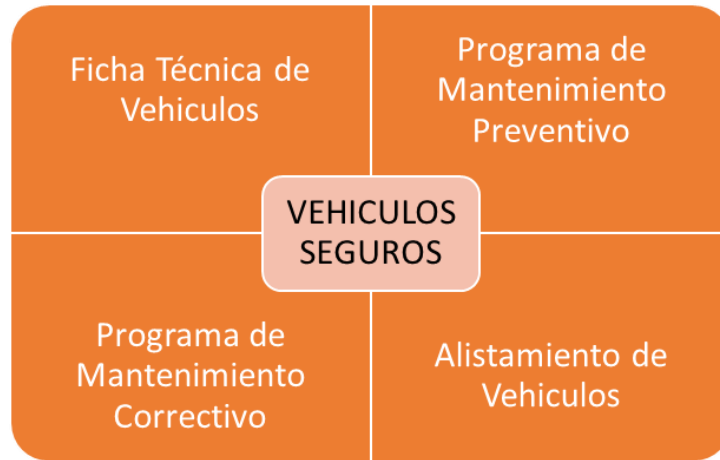 Ficha Técnica de
Vehiculos
Programa de
Mantenimiento
Preventivo
VEHICULOS
SEGUROS
Programa de
Mantenimiento
Correctivo
Alistamiento de
Vehiculos